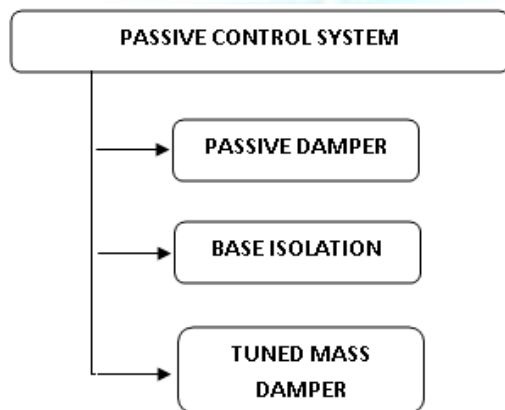 PASSIVE CONTROL SYSTEM
PASSIVE DAMPER
BASE ISOLATION
TUNED MASS
DAMPER